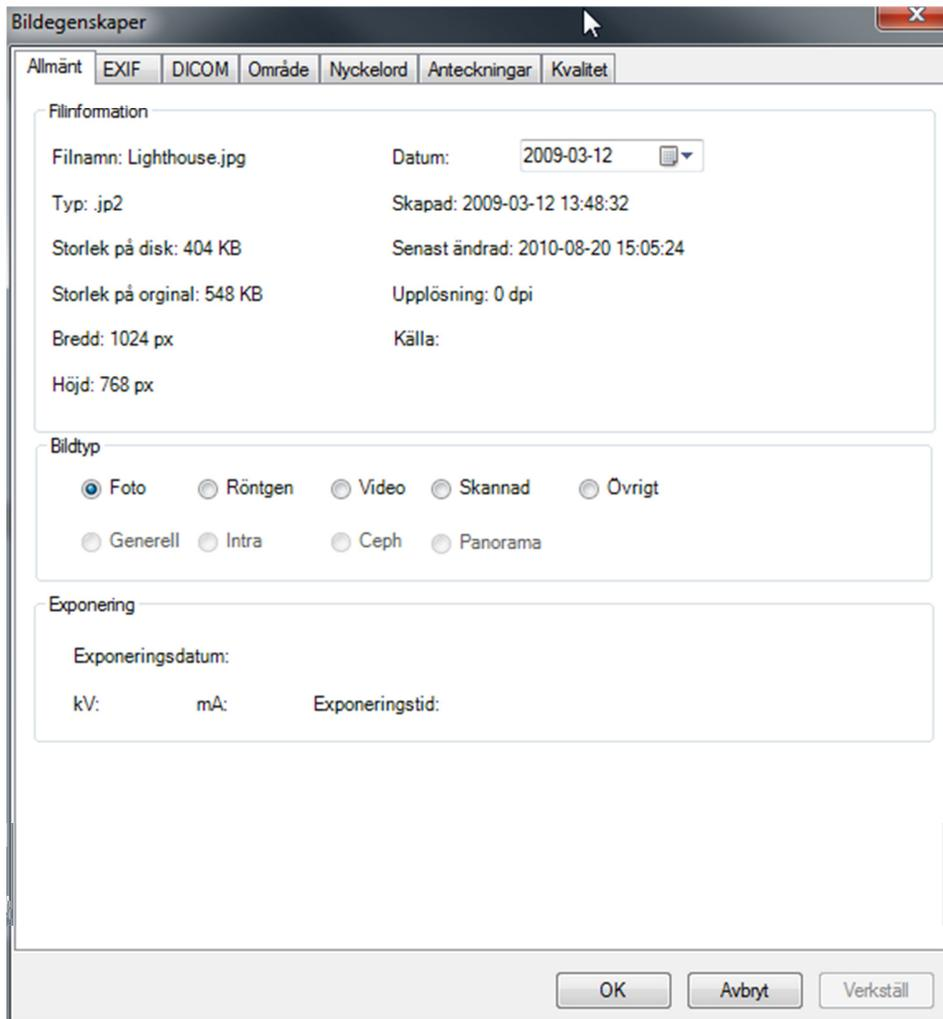 Bildegenskaper
Allmänt EXIF DICOM Område Nyckelord Anteckningar Kvalitet
Filinformation
Filnamn: Lighthouse.jpg Datum: 2009-03-12
Typ: .jp2 Skapad: 2009-03-12 13:48:32
Storlek på disk: 404 KB Senast ändrad: 2010-08-20 15:05:24
Storlek på orginal: 548 KB Upplösning: 0 dpi
Bredd: 1024 px Källa:
Höjd: 768 px
Bildtyp
Foto Röntgen Video Skannad Övrigt
Generell Intra Ceph Panorama
Exponering
Exponeringsdatum:
kV: mA: Exponeringstid:
OK Avbryt Verkställ